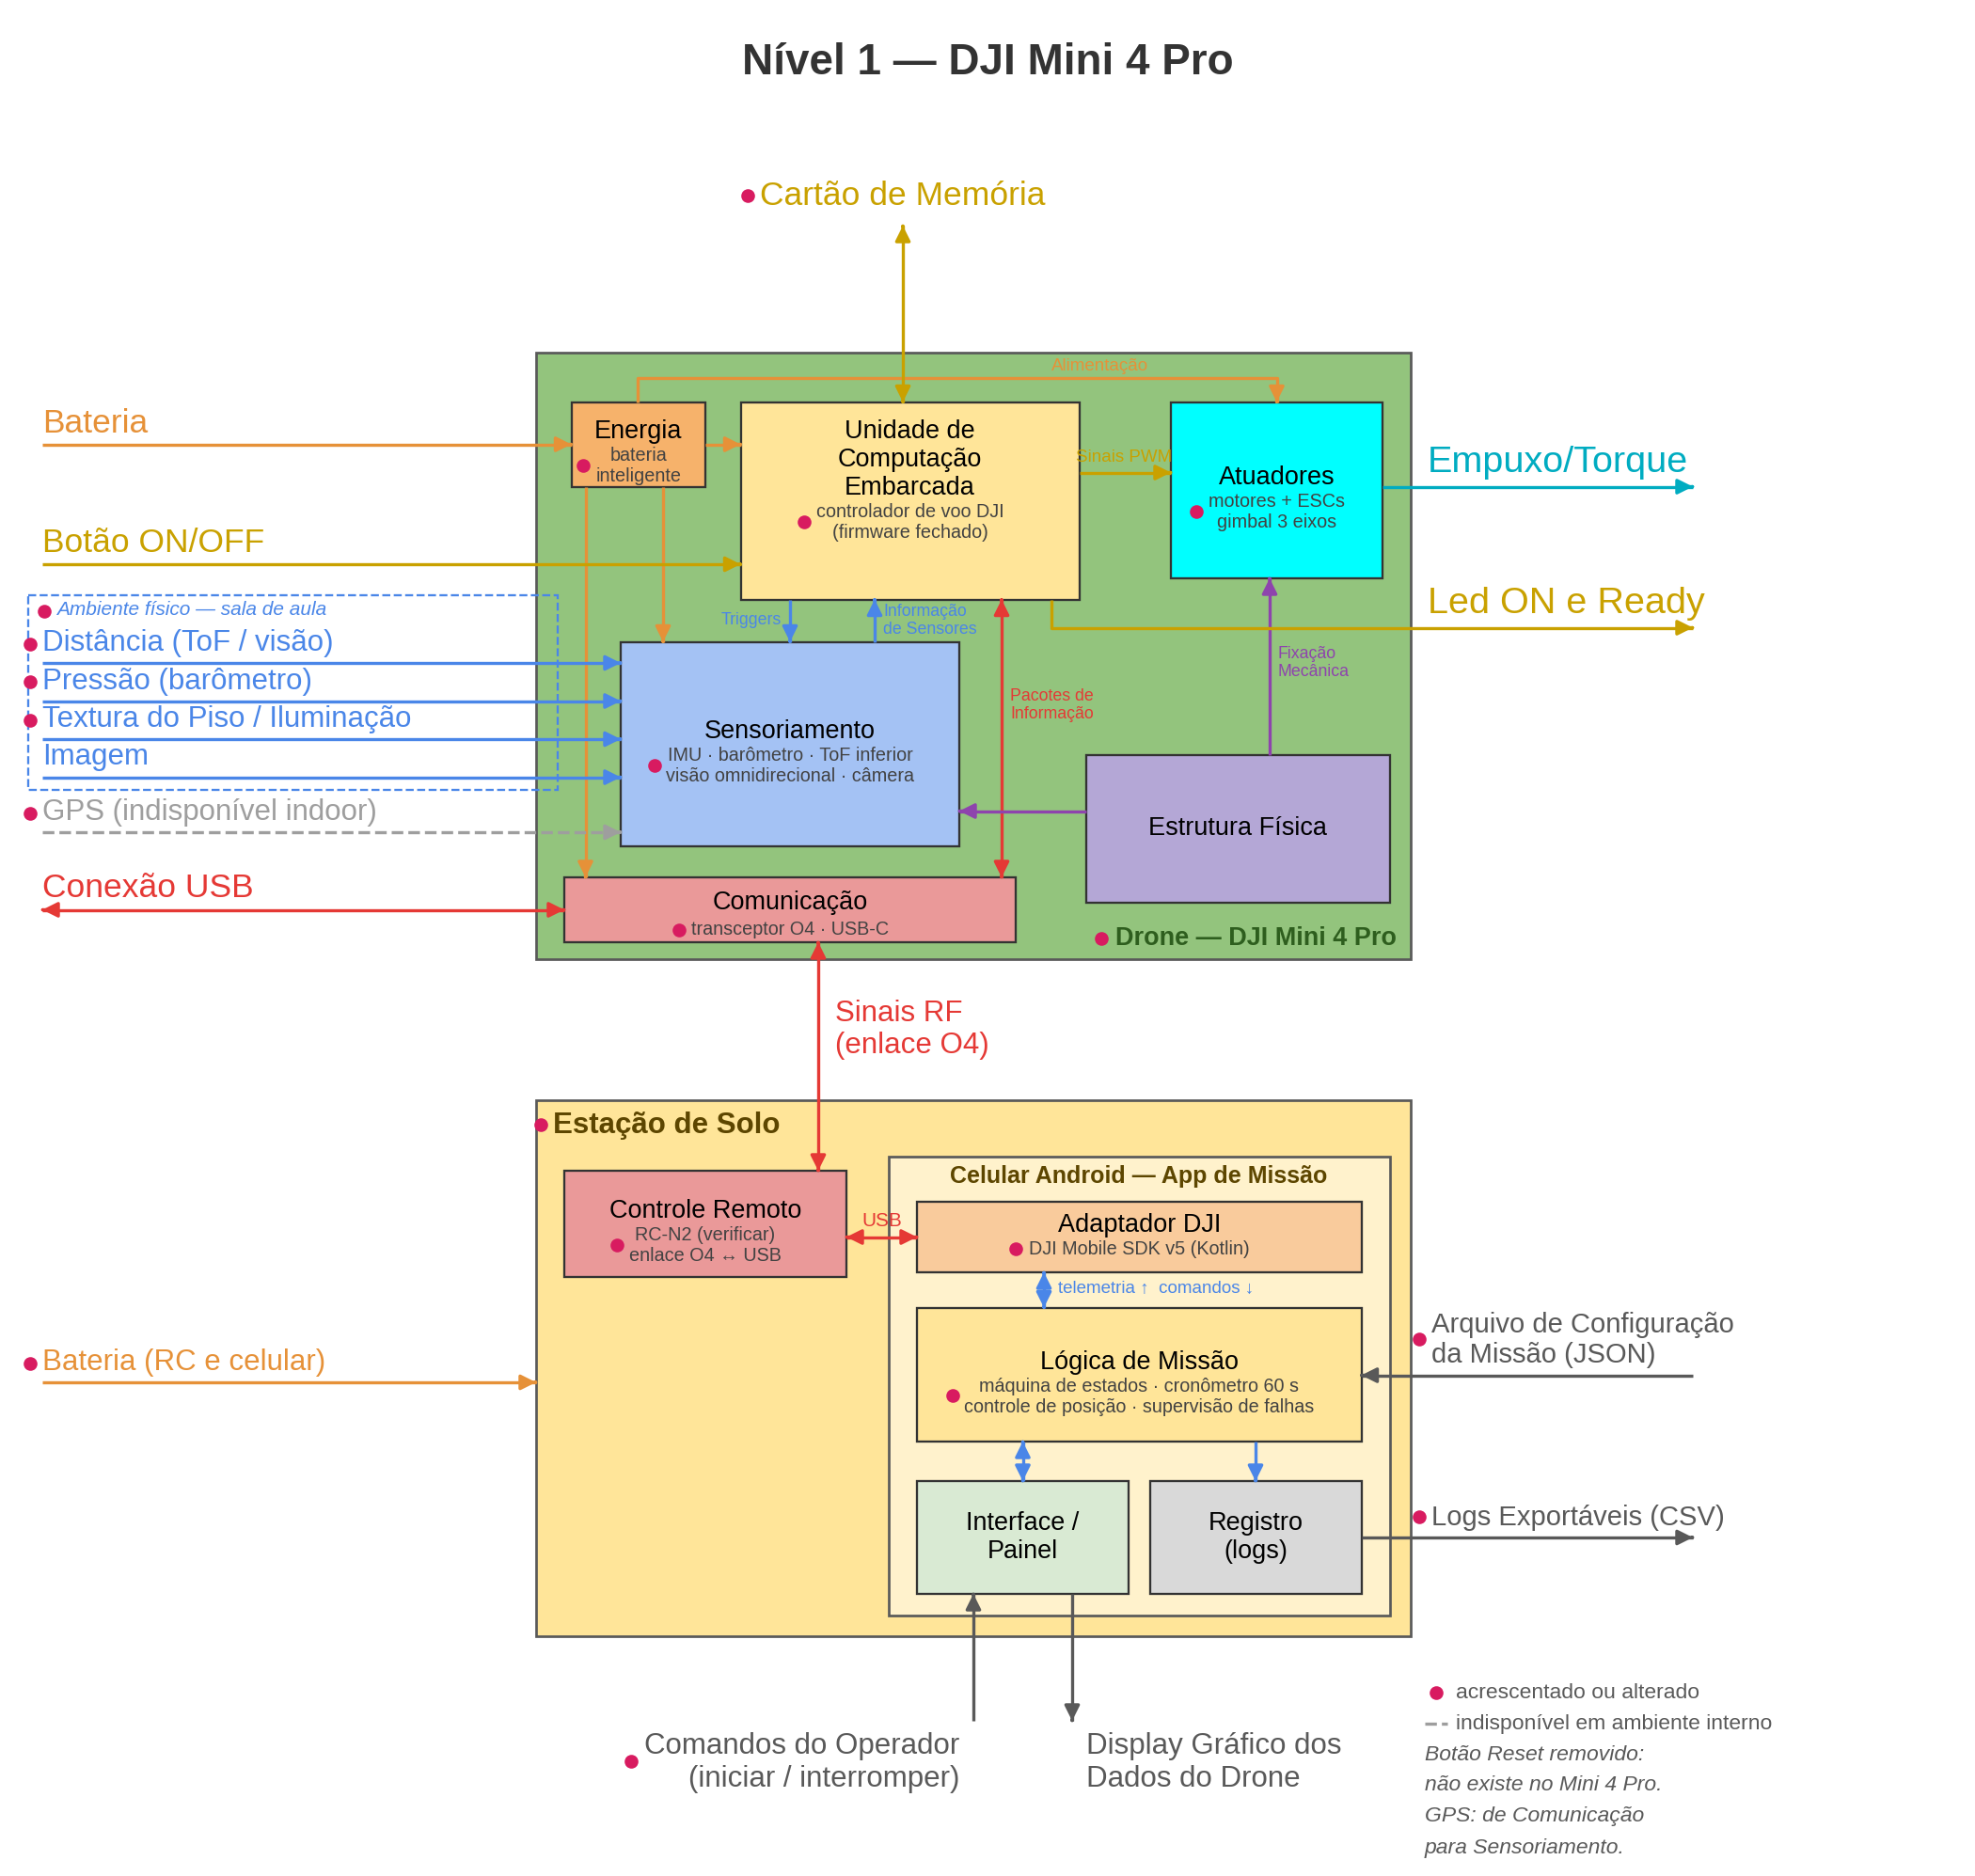 Nível 1 — DJI Mini 4 Pro
Cartão de Memória
Alimentação
Bateria
Energia
bateria
inteligente
Unidade de
Computação
Embarcada
controlador de voo DJI
(firmware fechado)
Sinais PWM
Atuadores
motores + ESCs
gimbal 3 eixos
Empuxo/Torque
Botão ON/OFF
Led ON e Ready
Ambiente físico — sala de aula
Distância (ToF / visão)
Pressão (barômetro)
Textura do Piso / Iluminação
Imagem
GPS (indisponível indoor)
Triggers
Informação
de Sensores
Fixação
Mecânica
Pacotes de
Informação
Sensoriamento
IMU · barômetro · ToF inferior
visão omnidirecional · câmera
Estrutura Física
Conexão USB
Comunicação
transceptor O4 · USB-C
Drone — DJI Mini 4 Pro
Sinais RF
(enlace O4)
Estação de Solo
Celular Android — App de Missão
Controle Remoto
RC-N2 (verificar)
enlace O4 ↔ USB
USB
Adaptador DJI
DJI Mobile SDK v5 (Kotlin)
telemetria ↑ comandos ↓
Bateria (RC e celular)
Lógica de Missão
máquina de estados · cronômetro 60 s
controle de posição · supervisão de falhas
Arquivo de Configuração
da Missão (JSON)
Interface /
Painel
Registro
(logs)
Logs Exportáveis (CSV)
Comandos do Operador
(iniciar / interromper)
Display Gráfico dos
Dados do Drone
acrescentado ou alterado
indisponível em ambiente interno
Botão Reset removido:
não existe no Mini 4 Pro.
GPS: de Comunicação
para Sensoriamento.